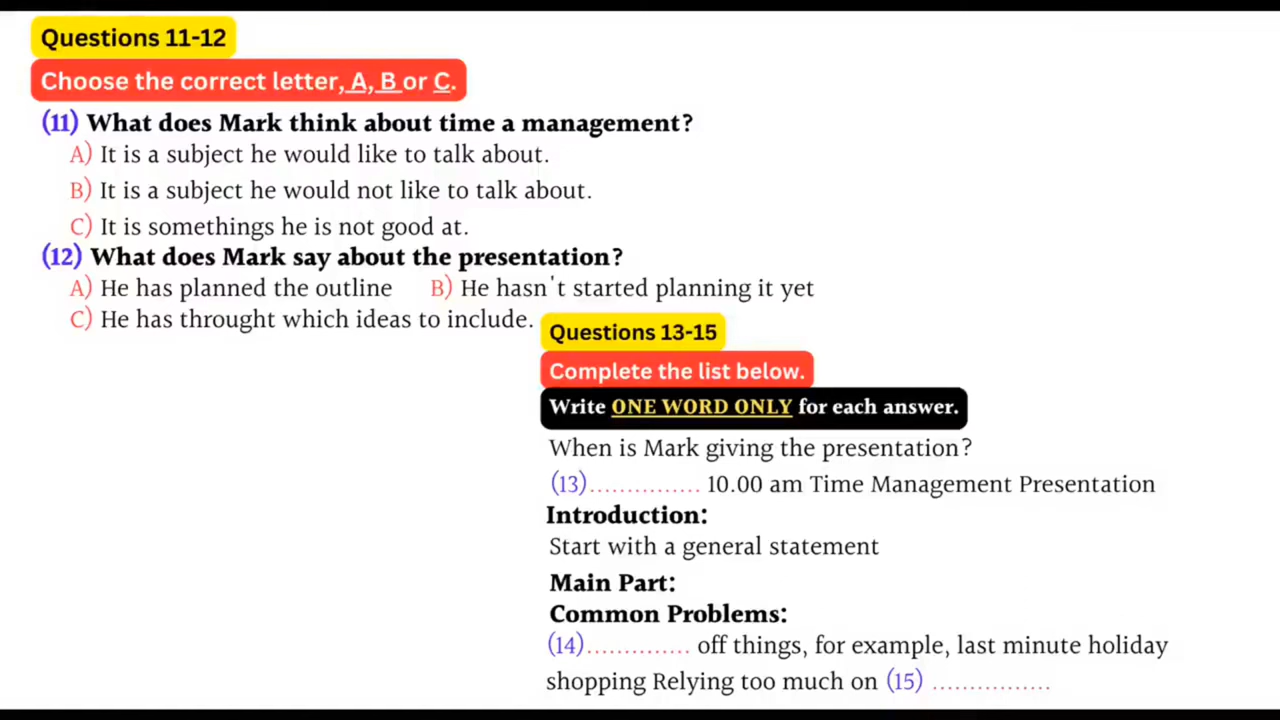 Questions 11-12
Choose the correct letter, A, B or C.
(11) What does Mark think about time a management?
A) It is a subject he would like to talk about.
B) It is a subject he would not like to talk about.
C) It is somethings he is not good at.
(12) What does Mark say about the presentation?
A) He has planned the outline B) He hasn't started planning it yet
C) He has throught which ideas to include.
Questions 13-15
Complete the list below.
Write ONE WORD ONLY for each answer.
When is Mark giving the presentation?
(13)............... 10.00 am Time Management Presentation
Introduction:
Start with a general statement
Main Part:
Common Problems:
(14).............. off things, for example, last minute holiday
shopping Relying too much on (15) ................